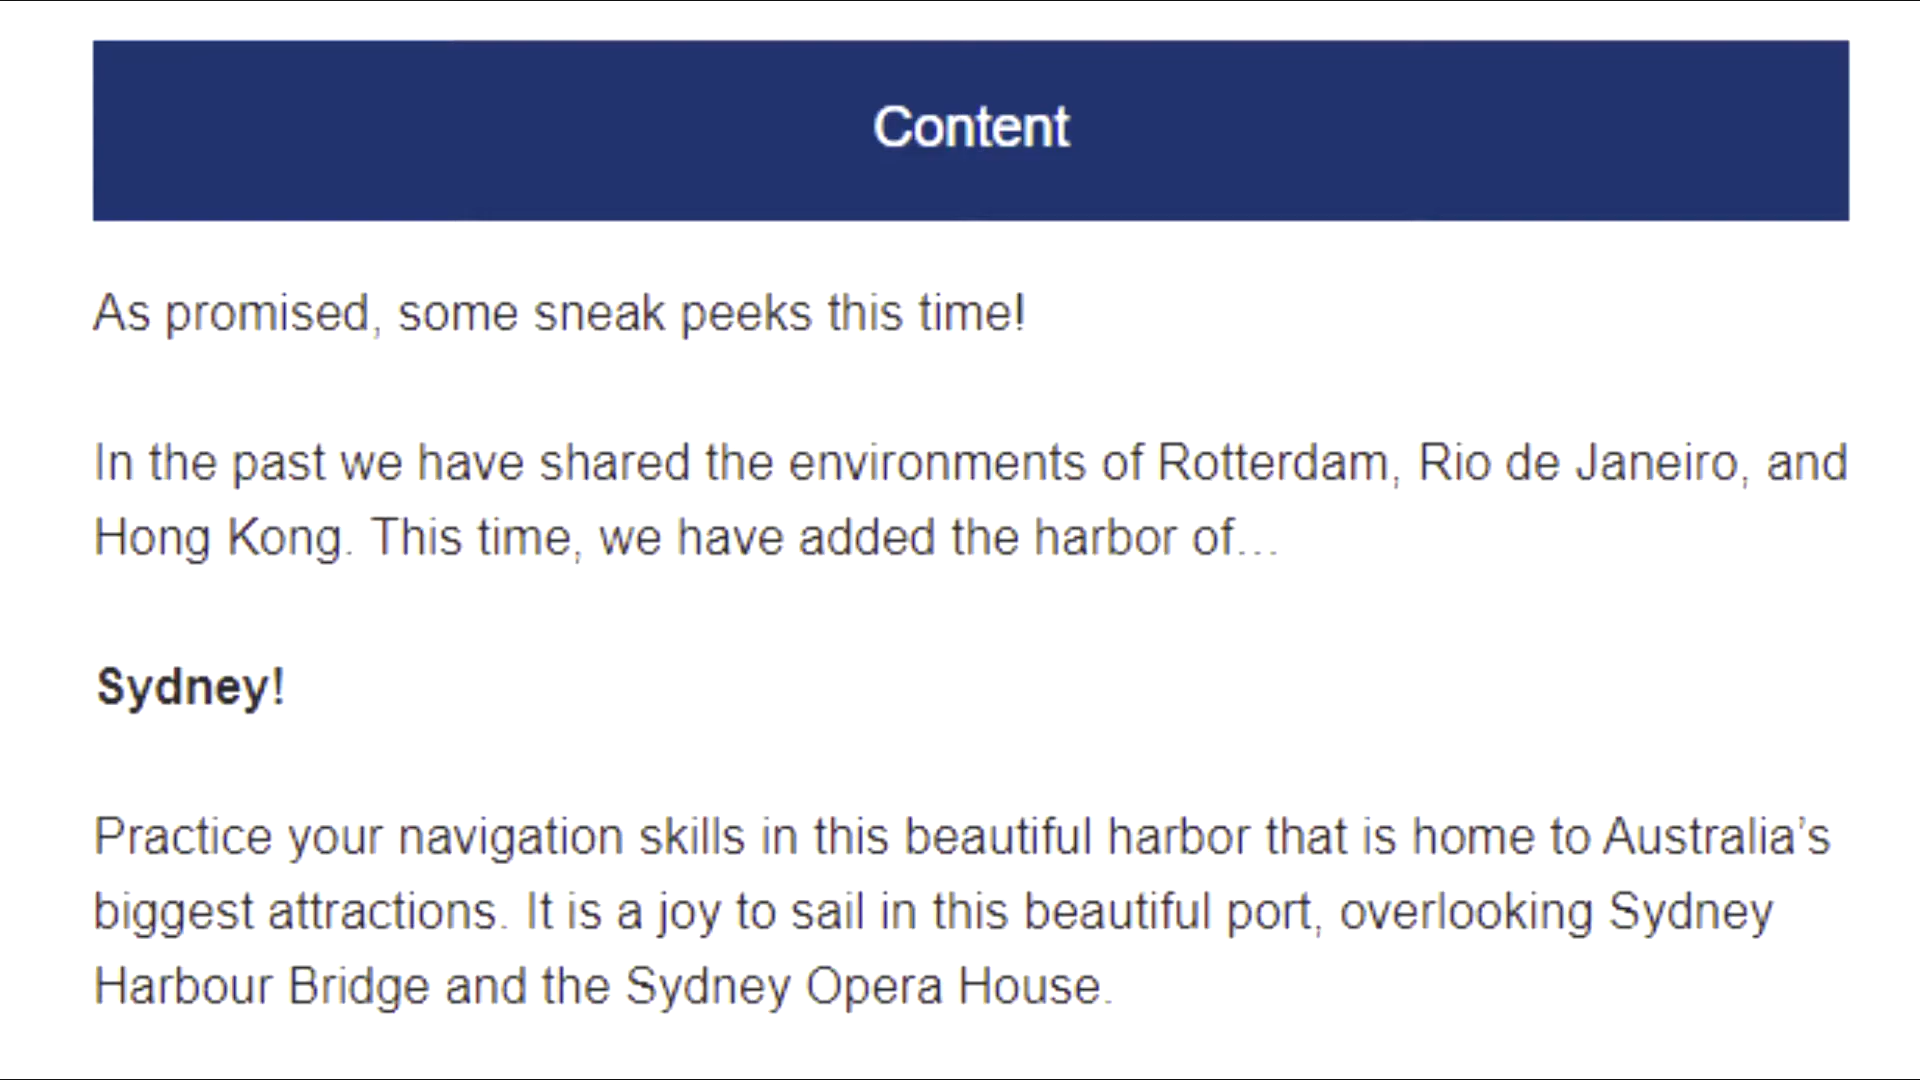 Content
As promised, some sneak peeks this time!
In the past we have shared the environments of Rotterdam, Rio de Janeiro, and
Hong Kong. This time, we have added the harbor of...
Sydney!
Practice your navigation skills in this beautiful harbor that is home to Australia’s
biggest attractions. It is a joy to sail in this beautiful port, overlooking Sydney
Harbour Bridge and the Sydney Opera House.